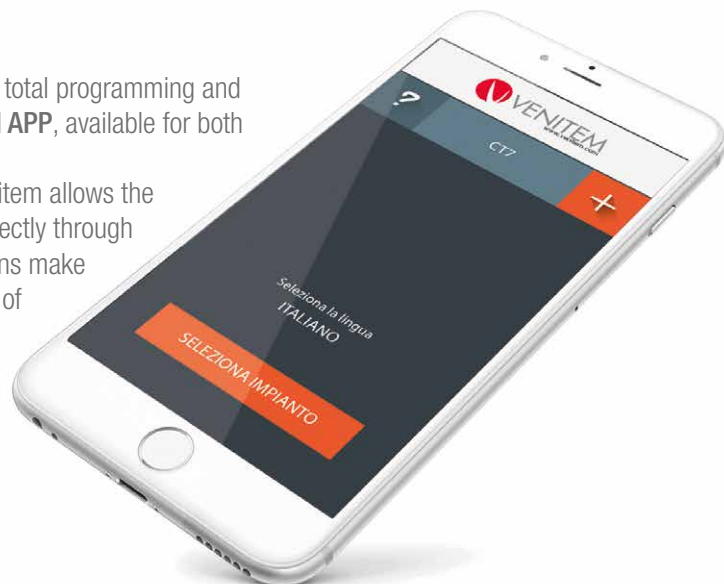 total programming and
APP, available for both
item allows the
ectly through
ns make
of
VENITEM
www.venitem.com
?
CT7
+
Seleziona la lingua
ITALIANO
SELEZIONA IMPIANTO